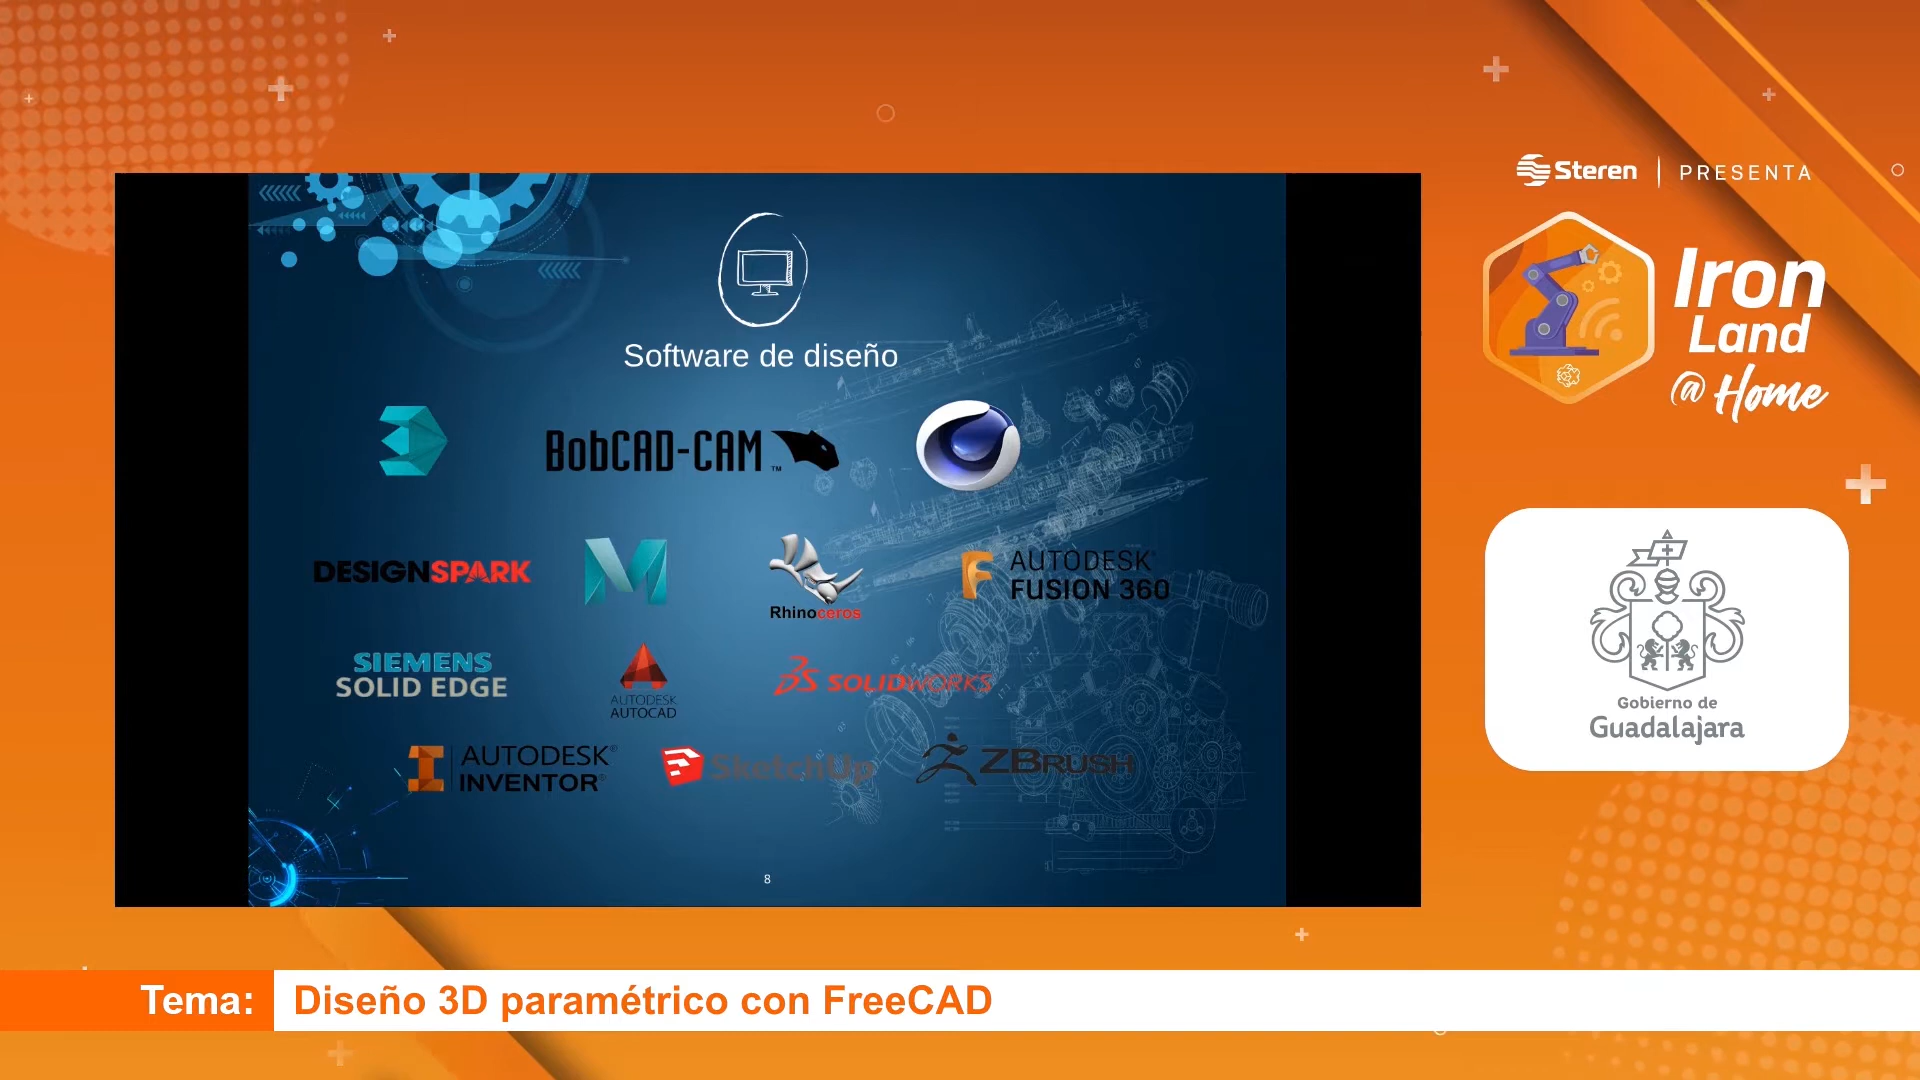 Steren | PRESENTA
Iron
Land
@ Home
Software de diseño
BobCAD-CAM™
DESIGNSPARK
Rhinoceros
AUTODESK®
FUSION 360
SIEMENS
SOLID EDGE
AUTODESK
AUTOCAD
SOLIDWORKS
AUTODESK®
INVENTOR®
SketchUp
ZBRUSH
8
Gobierno de
Guadalajara
Tema:
Diseño 3D paramétrico con FreeCAD